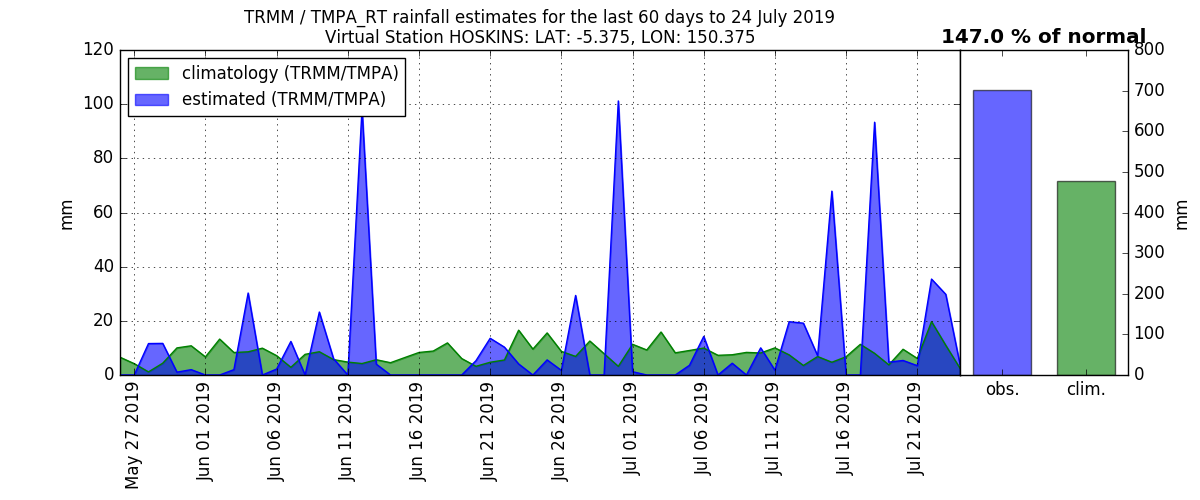 TRMM / TMPA_RT rainfall estimates for the last 60 days to 24 July 2019
Virtual Station HOSKINS: LAT: -5.375, LON: 150.375
147.0 % of normal
climatology (TRMM/TMPA)
estimated (TRMM/TMPA)
mm
120
100
80
60
40
20
0
May 27 2019
Jun 01 2019
Jun 06 2019
Jun 11 2019
Jun 16 2019
Jun 21 2019
Jun 26 2019
Jul 01 2019
Jul 06 2019
Jul 11 2019
Jul 16 2019
Jul 21 2019
obs.
clim.
800
700
600
500
400
300
200
100
0
mm